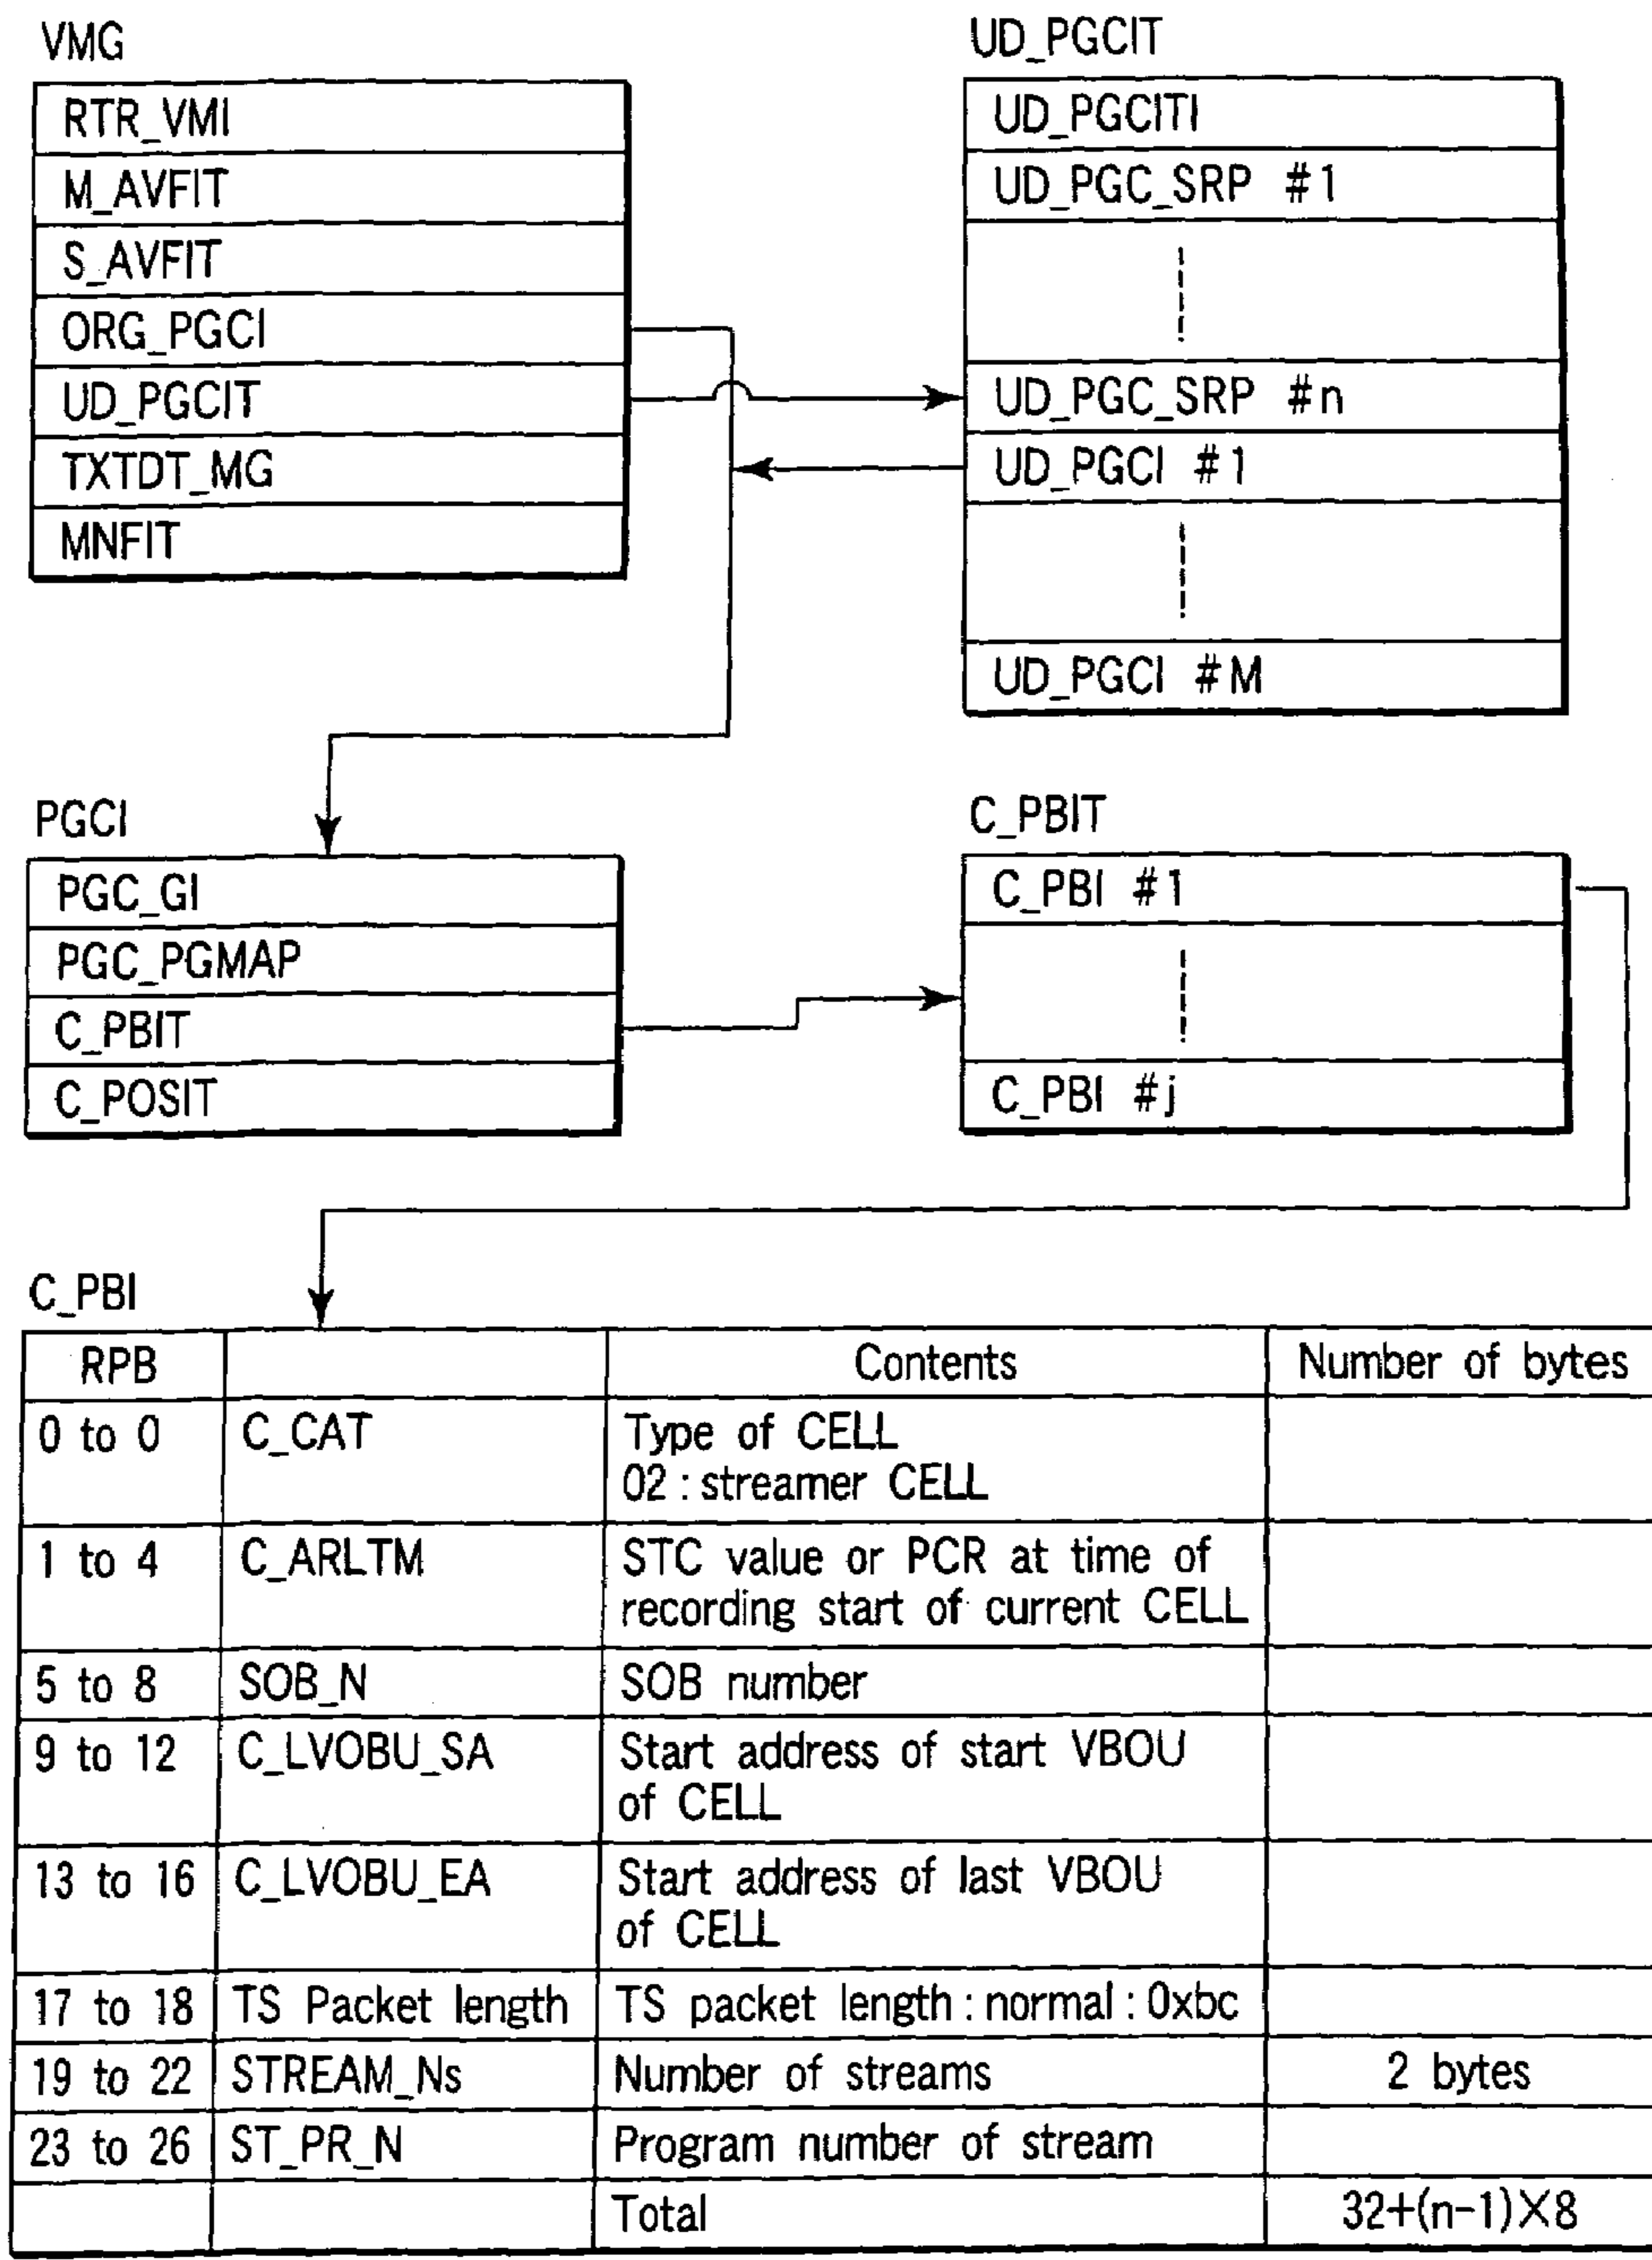 VMG
RTR_VMI
M_AVFIT
S_AVFIT
ORG_PGCI
UD_PGCIT
TXTDT_MG
MNFIT
UD_PGCIT
UD_PGCITI
UD_PGC_SRP #1
UD_PGC_SRP #n
UD_PGCI #1
UD_PGCI #M
PGCI
PGC_GI
PGC_PGMAP
C_PBIT
C_POSIT
C_PBIT
C_PBI #1
C_PBI #j
C_PBI
RPB Contents Number of bytes
0 to 0 C_CAT Type of CELL
02 : streamer CELL
1 to 4 C_ARLTM STC value or PCR at time of
recording start of current CELL
5 to 8 SOB_N SOB number
9 to 12 C_LVOBU_SA Start address of start VBOU
of CELL
13 to 16 C_LVOBU_EA Start address of last VBOU
of CELL
17 to 18 TS Packet length TS packet length : normal : 0xbc
19 to 22 STREAM_Ns Number of streams 2 bytes
23 to 26 ST_PR_N Program number of stream
Total 32+(n-1)×8